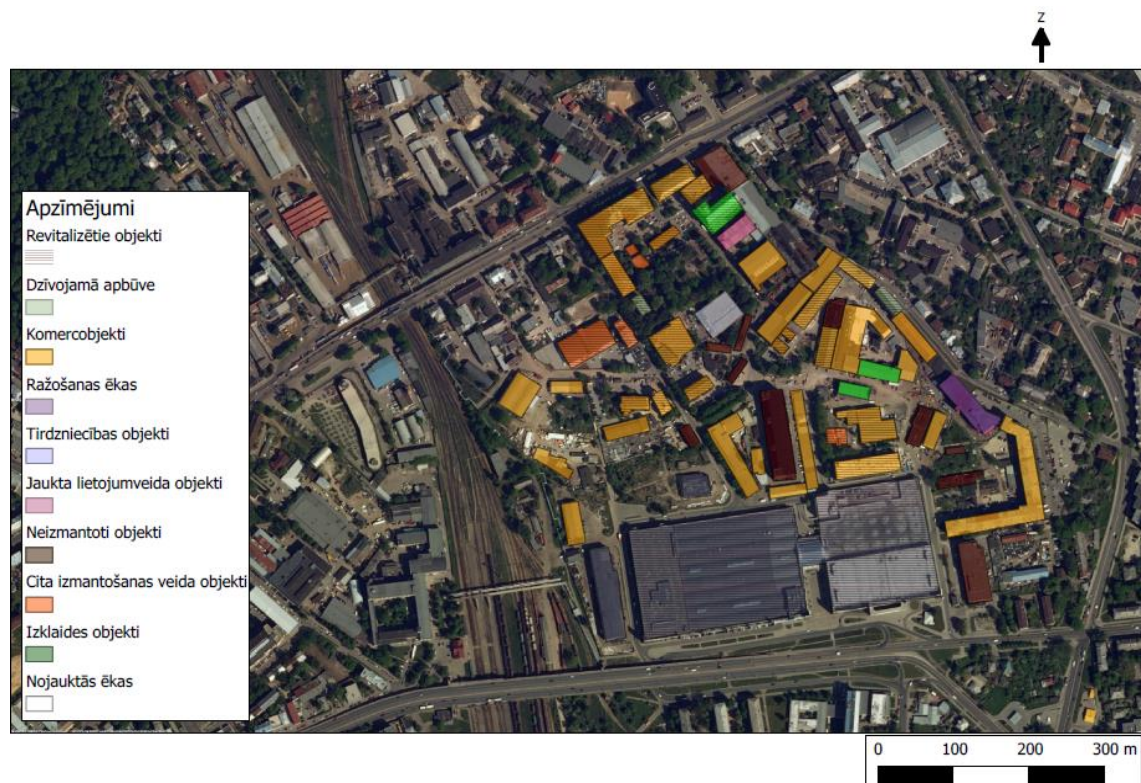 Z
Apzīmējumi
Revitalizētie objekti
Dzīvojamā apbūve
Komercobjekti
Ražošanas ēkas
Tirdzniecības objekti
Jaukta lietojumveida objekti
Neizmantoti objekti
Cita izmantošanas veida objekti
Izklaides objekti
Nojauktās ēkas
0 100 200 300 m